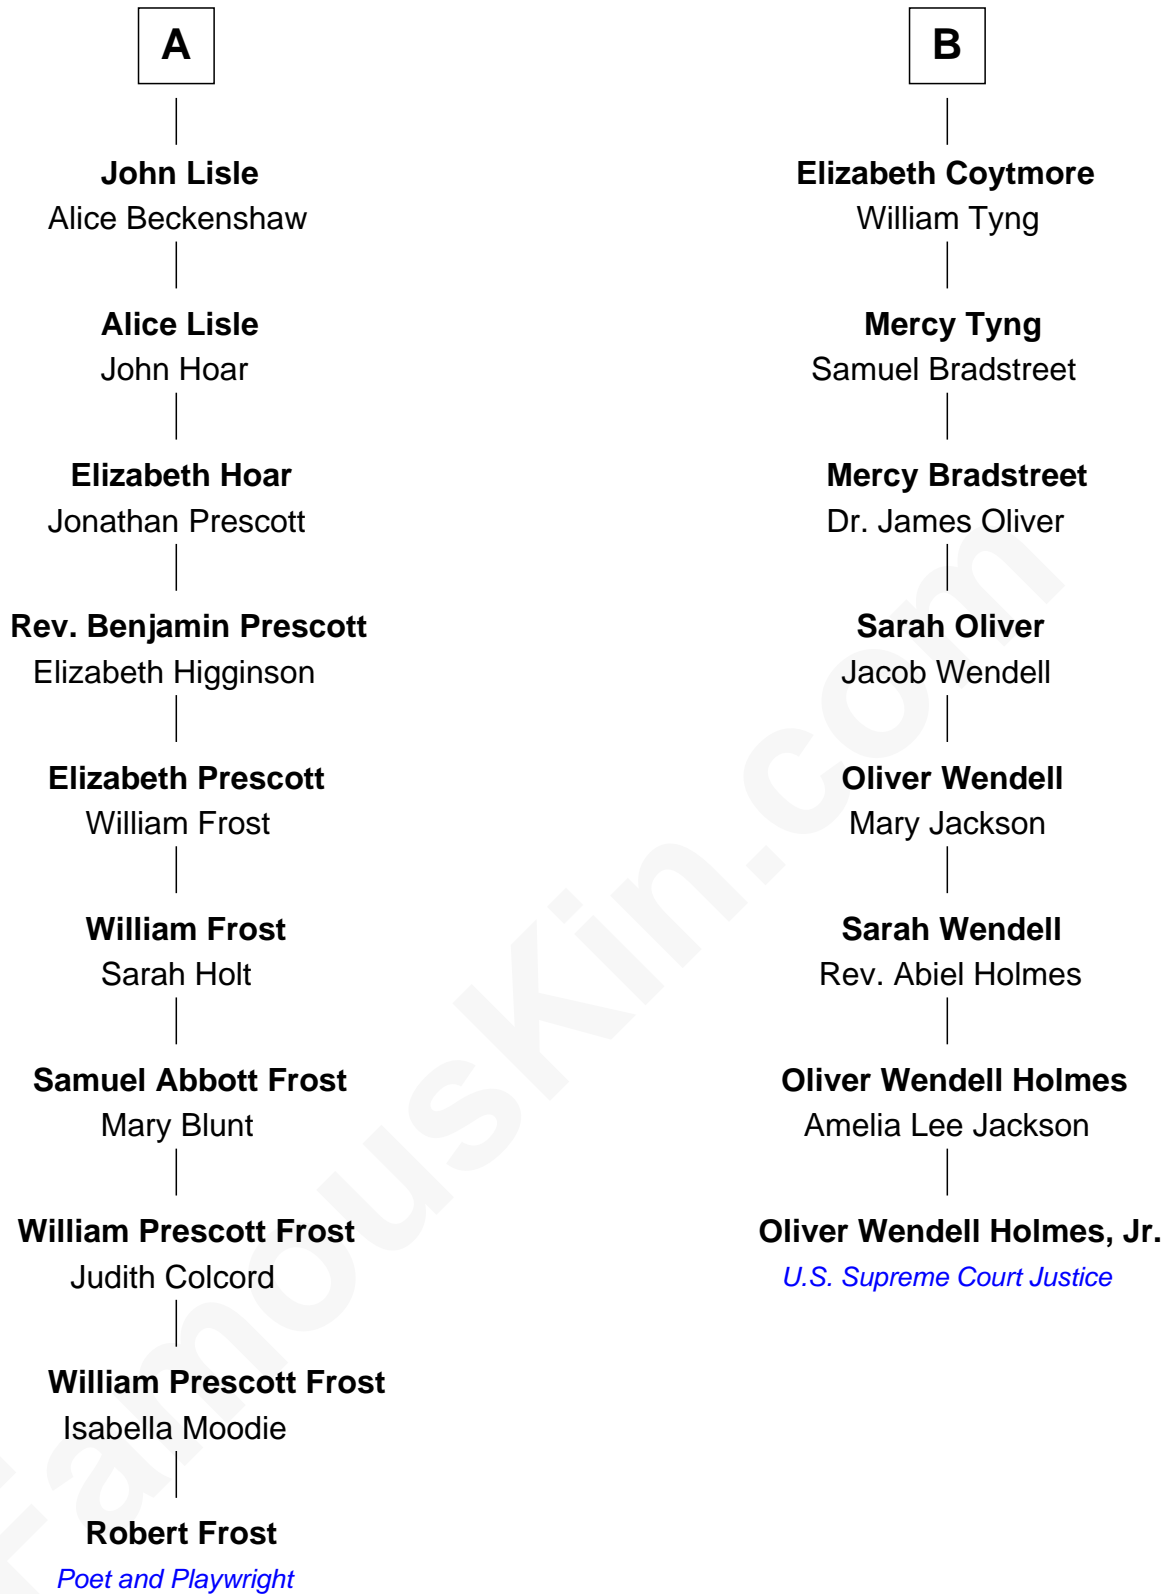 A
John Lisle
Alice Beckenshaw
Alice Lisle
John Hoar
Elizabeth Hoar
Jonathan Prescott
Rev. Benjamin Prescott
Elizabeth Higginson
Elizabeth Prescott
William Frost
William Frost
Sarah Holt
Samuel Abbott Frost
Mary Blunt
William Prescott Frost
Judith Colcord
William Prescott Frost
Isabella Moodie
Robert Frost
Poet and Playwright
B
Elizabeth Coytmore
William Tyng
Mercy Tyng
Samuel Bradstreet
Mercy Bradstreet
Dr. James Oliver
Sarah Oliver
Jacob Wendell
Oliver Wendell
Mary Jackson
Sarah Wendell
Rev. Abiel Holmes
Oliver Wendell Holmes
Amelia Lee Jackson
Oliver Wendell Holmes, Jr.
U.S. Supreme Court Justice
FamousKin.com